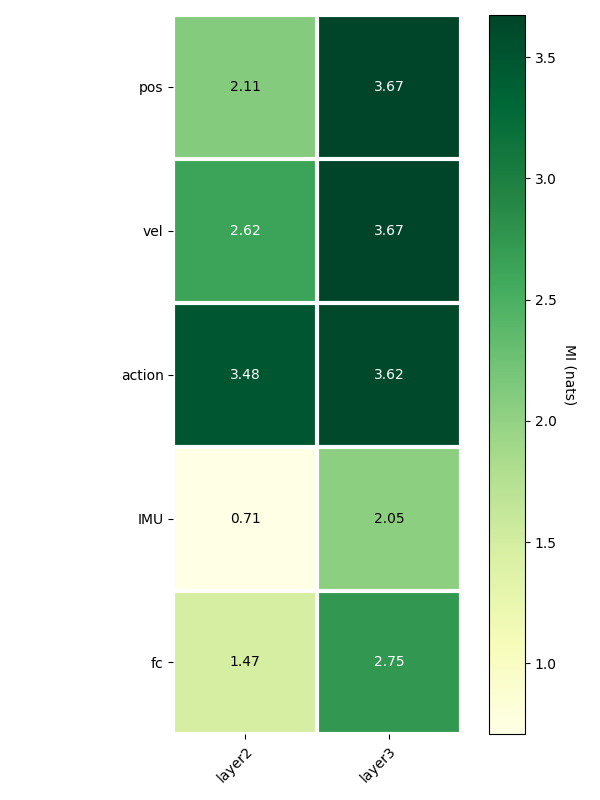 pos 2.11 3.67
vel 2.62 3.67
action 3.48 3.62
IMU 0.71 2.05
fc 1.47 2.75
layer2 layer3
3.5
3.0
2.5
2.0
1.5
1.0
MI (nats)